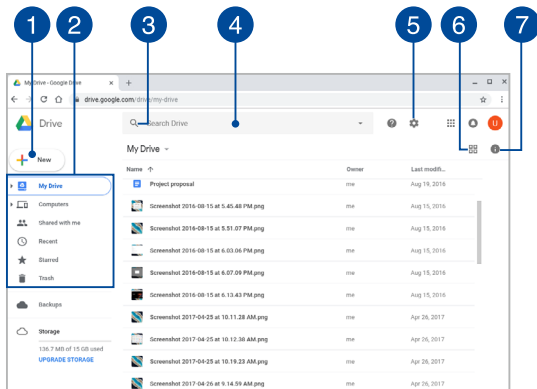 1 2 3 4 5 6 7
My Drive - Google Drive
drive.google.com/drive/my-drive
Drive
Search Drive
U
New
My Drive
Name Owner Last modifi...
My Drive
Computers
Shared with me
Recent
Starred
Trash
Backups
Storage
136.7 MB of 15 GB used
UPGRADE STORAGE
Project proposal me Aug 19, 2016
Screenshot 2016-08-15 at 5.45.48 PM.png me Aug 15, 2016
Screenshot 2016-08-15 at 5.51.07 PM.png me Aug 15, 2016
Screenshot 2016-08-15 at 6.03.06 PM.png me Aug 15, 2016
Screenshot 2016-08-15 at 6.07.09 PM.png me Aug 15, 2016
Screenshot 2016-08-15 at 6.13.43 PM.png me Aug 15, 2016
Screenshot 2017-04-25 at 10.11.28 AM.png me Apr 26, 2017
Screenshot 2017-04-25 at 10.12.36 AM.png me Apr 26, 2017
Screenshot 2017-04-25 at 10.19.23 AM.png me Apr 26, 2017
Screenshot 2017-04-26 at 9.14.59 AM.png me Apr 26, 2017